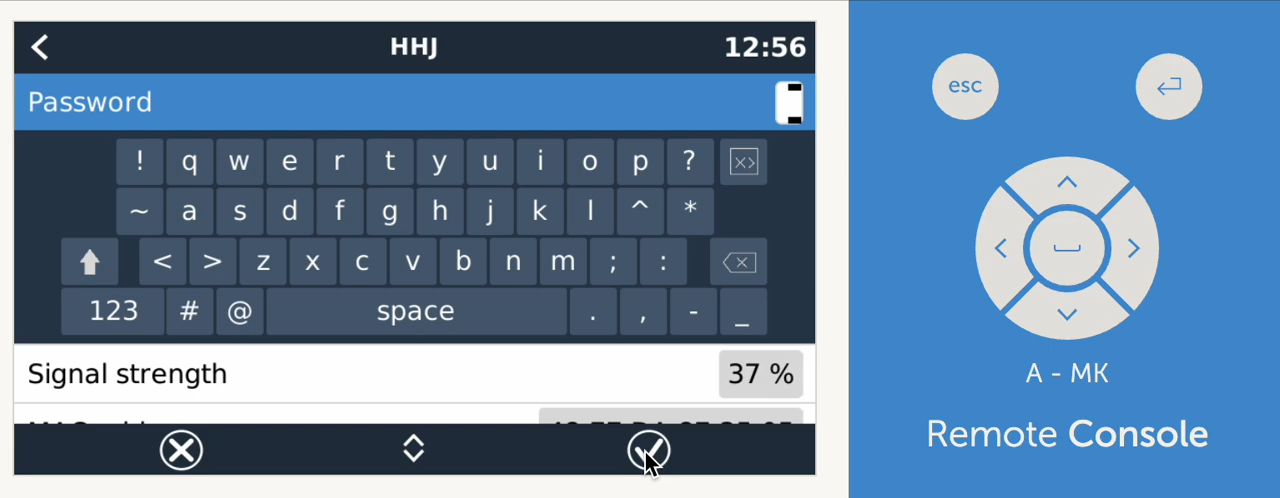 HHJ 12:56
Password
! q w e r t y u i o p ?
~ a s d f g h j k l ^ *
< > z x c v b n m ; :
123 # @ space . , - _
Signal strength 37 %
esc
A - MK
Remote Console